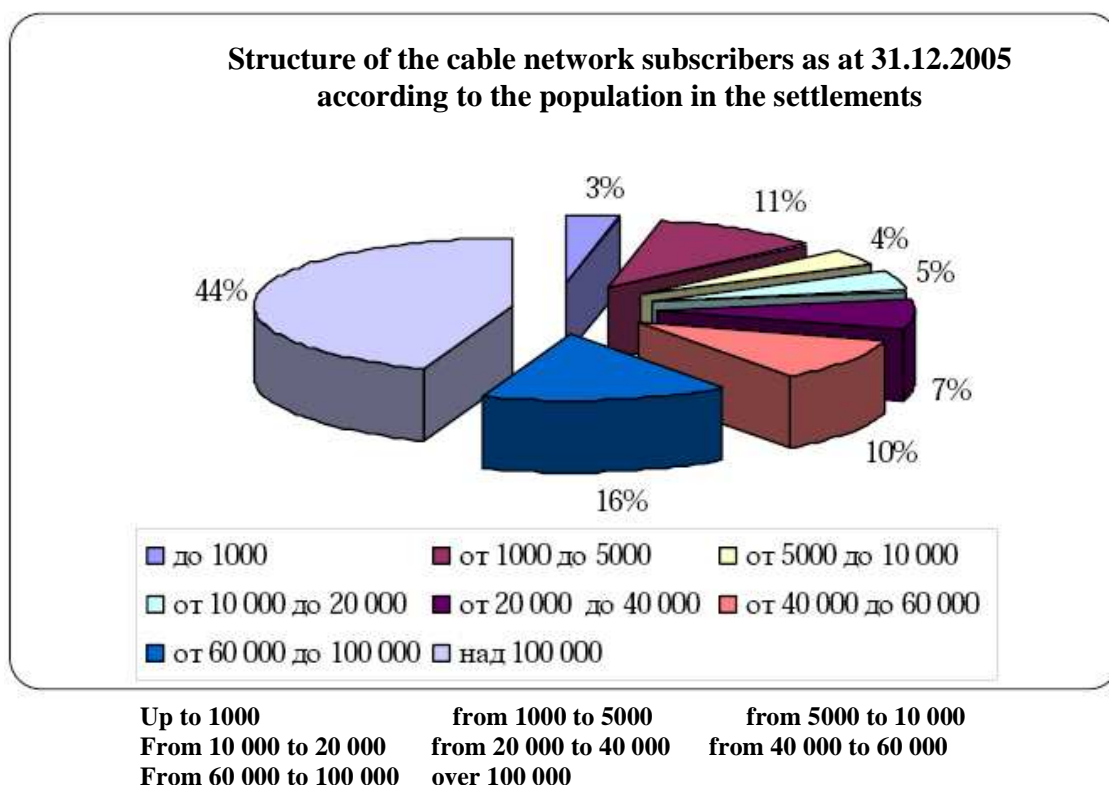 Structure of the cable network subscribers as at 31.12.2005
according to the population in the settlements
3%
11%
4%
5%
44%
7%
10%
16%
до 1000 от 1000 до 5000 от 5000 до 10 000
от 10 000 до 20 000 от 20 000 до 40 000 от 40 000 до 60 000
от 60 000 до 100 000 над 100 000
Up to 1000 from 1000 to 5000 from 5000 to 10 000
From 10 000 to 20 000 from 20 000 to 40 000 from 40 000 to 60 000
From 60 000 to 100 000 over 100 000